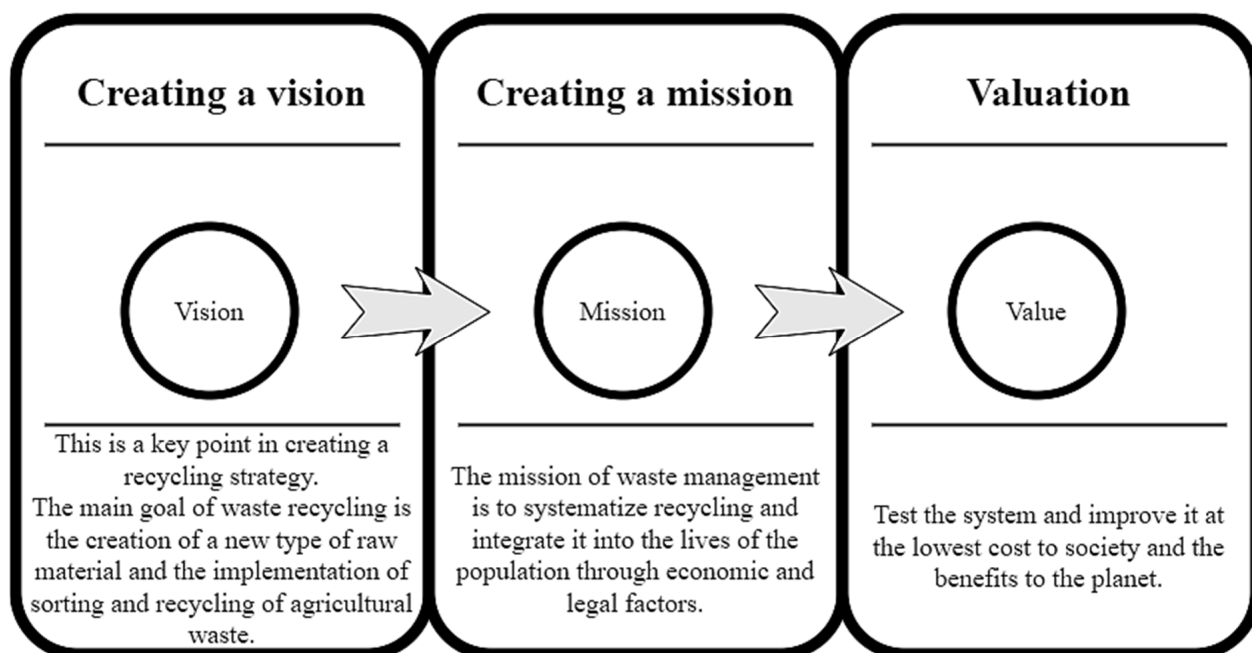 Creating a vision
Vision
This is a key point in creating a
recycling strategy.
The main goal of waste recycling is
the creation of a new type of raw
material and the implementation of
sorting and recycling of agricultural
waste.
Creating a mission
Mission
The mission of waste management
is to systematize recycling and
integrate it into the lives of the
population through economic and
legal factors.
Valuation
Value
Test the system and improve it at
the lowest cost to society and the
benefits to the planet.